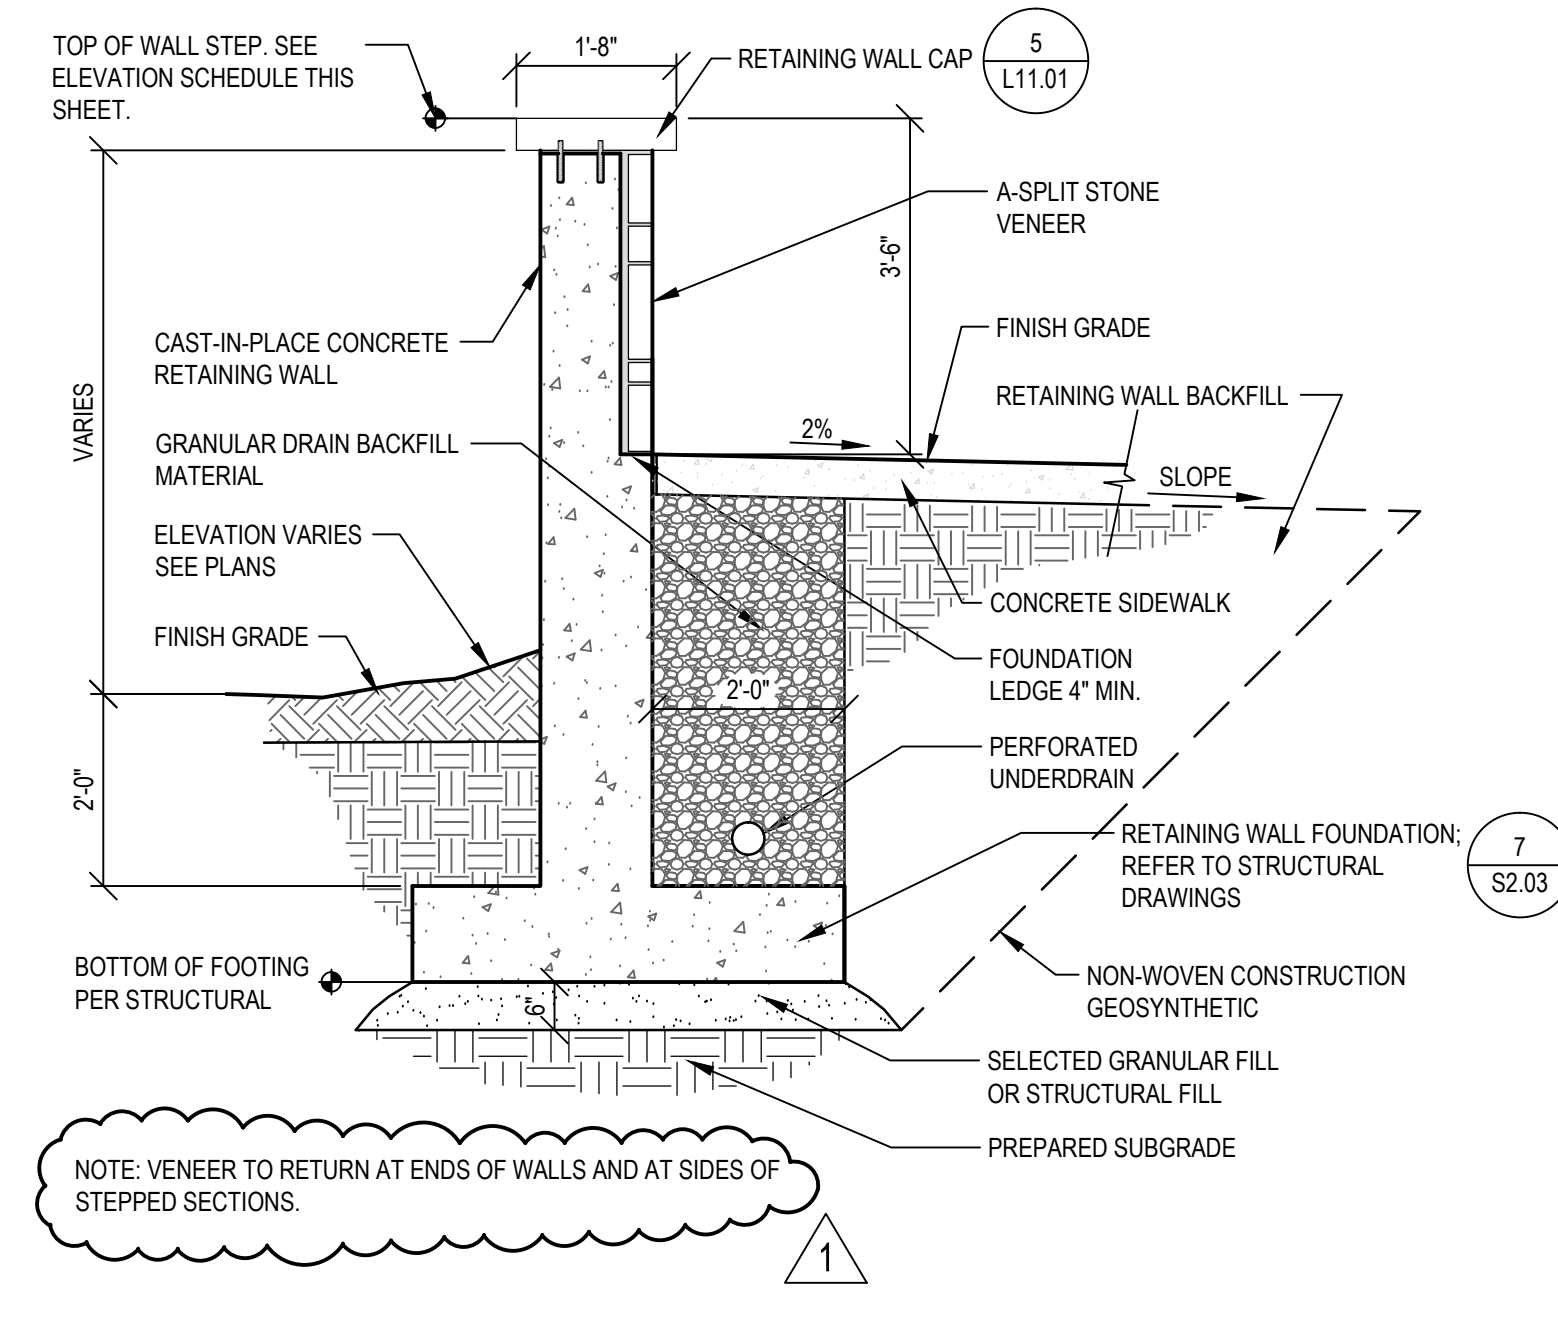 TOP OF WALL STEP. SEE
ELEVATION SCHEDULE THIS
SHEET.
1'-8"
RETAINING WALL CAP
5
L11.01
A-SPLIT STONE
VENEER
3'-6"
FINISH GRADE
RETAINING WALL BACKFILL
CAST-IN-PLACE CONCRETE
RETAINING WALL
VARIES
2%
GRANULAR DRAIN BACKFILL
MATERIAL
SLOPE
ELEVATION VARIES
SEE PLANS
CONCRETE SIDEWALK
FINISH GRADE
FOUNDATION
LEDGE 4" MIN.
2'-0"
PERFORATED
UNDERDRAIN
2'-0"
RETAINING WALL FOUNDATION;
REFER TO STRUCTURAL
DRAWINGS
7
S2.03
BOTTOM OF FOOTING
PER STRUCTURAL
NON-WOVEN CONSTRUCTION
GEOSYNTHETIC
6"
SELECTED GRANULAR FILL
OR STRUCTURAL FILL
PREPARED SUBGRADE
NOTE: VENEER TO RETURN AT ENDS OF WALLS AND AT SIDES OF
STEPPED SECTIONS.
1